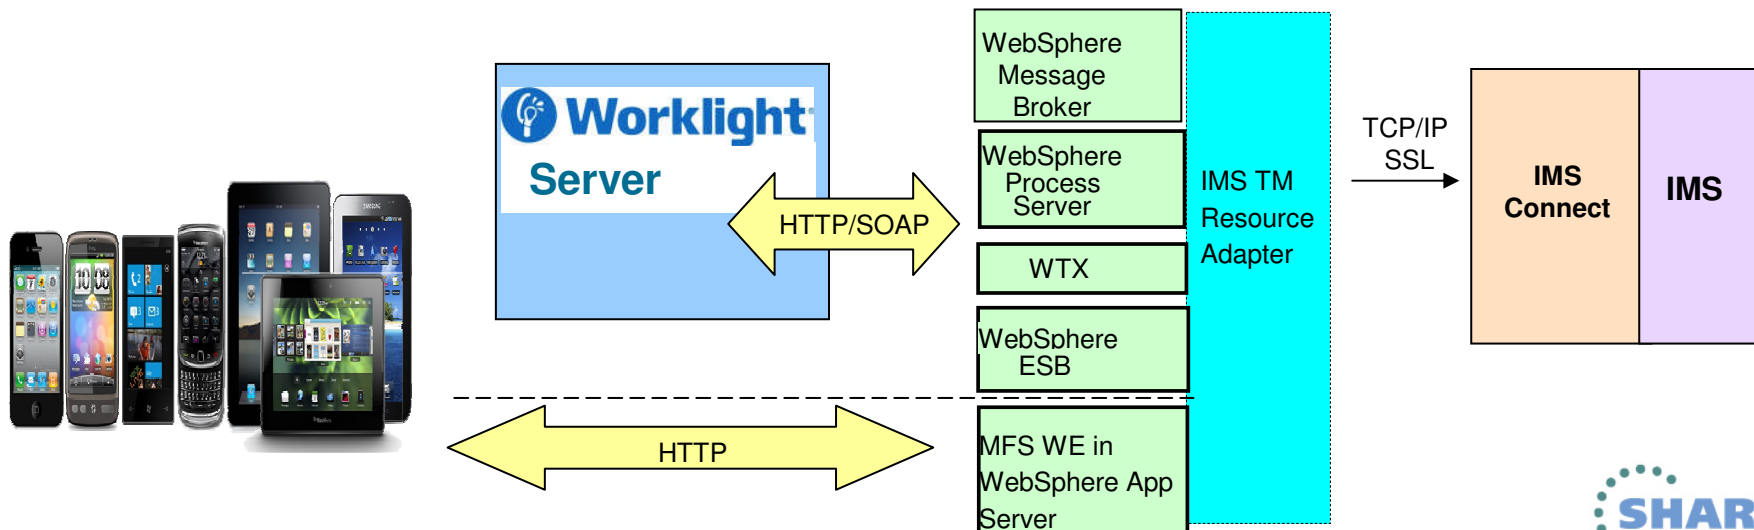 Worklight
Server
HTTP/SOAP
HTTP
WebSphere
Message
Broker
WebSphere
Process
Server
WTX
WebSphere
ESB
MFS WE in
WebSphere App
Server
IMS TM
Resource
Adapter
TCP/IP
SSL
IMS
Connect
IMS
SHAR